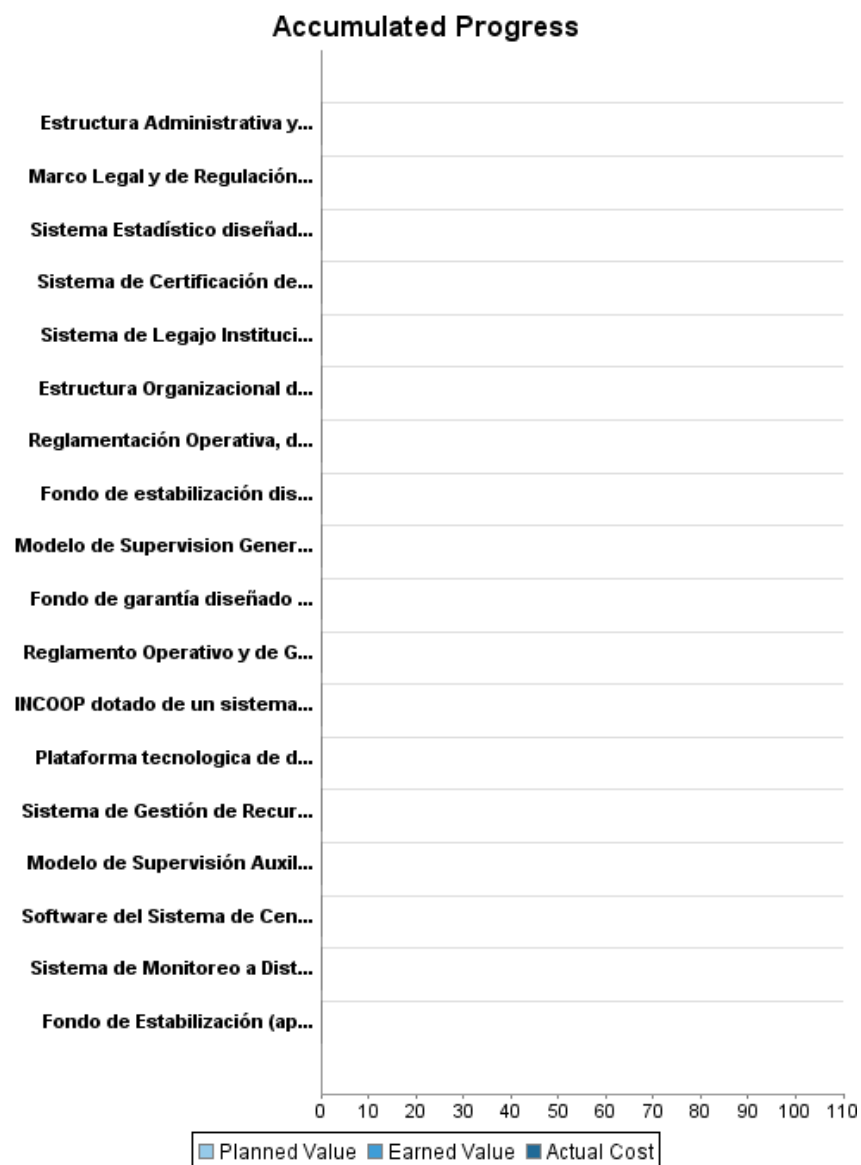 Accumulated Progress
Estructura Administrativa y...
Marco Legal y de Regulación...
Sistema Estadístico diseñad...
Sistema de Certificación de...
Sistema de Legajo Instituci...
Estructura Organizacional d...
Reglamentación Operativa, d...
Fondo de estabilización dis...
Modelo de Supervision Gener...
Fondo de garantía diseñado ...
Reglamento Operativo y de G...
INCOOP dotado de un sistema...
Plataforma tecnologica de d...
Sistema de Gestión de Recur...
Modelo de Supervisión Auxil...
Software del Sistema de Cen...
Sistema de Monitoreo a Dist...
Fondo de Estabilización (ap...
0 10 20 30 40 50 60 70 80 90 100 110
Planned Value Earned Value Actual Cost